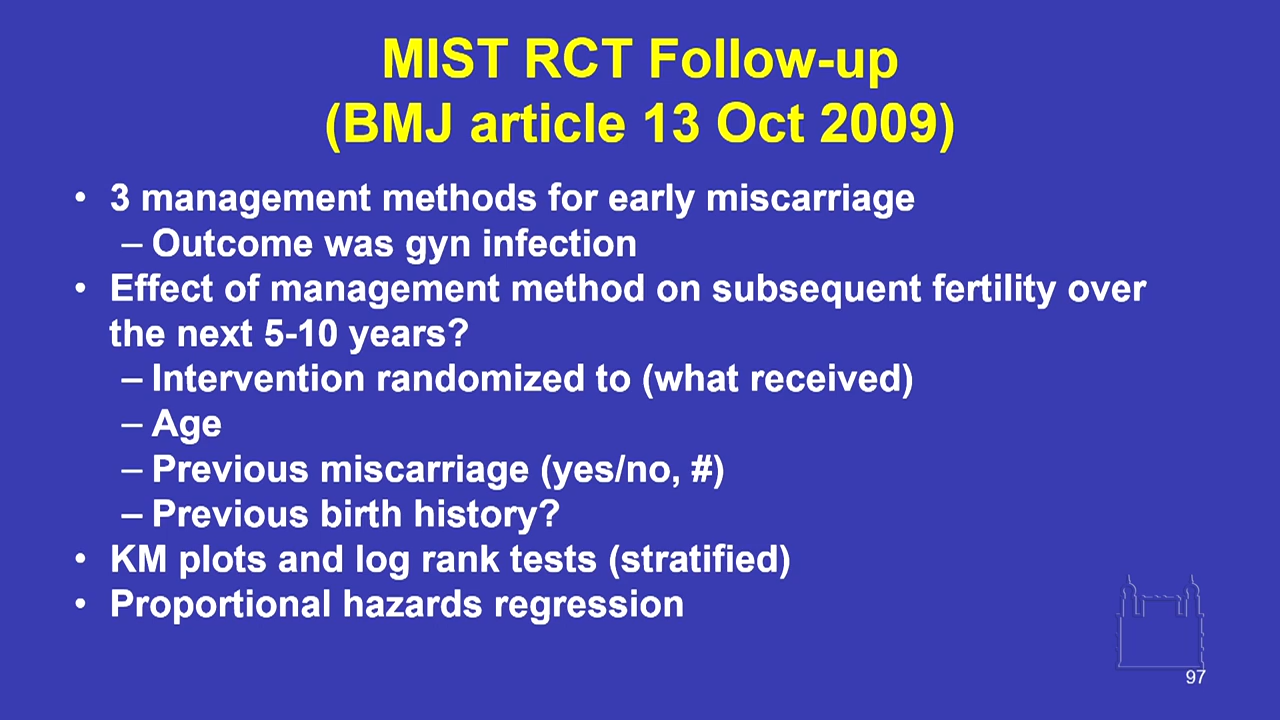 MIST RCT Follow-up
(BMJ article 13 Oct 2009)
• 3 management methods for early miscarriage
– Outcome was gyn infection
• Effect of management method on subsequent fertility over
the next 5-10 years?
– Intervention randomized to (what received)
– Age
– Previous miscarriage (yes/no, #)
– Previous birth history?
• KM plots and log rank tests (stratified)
• Proportional hazards regression
97